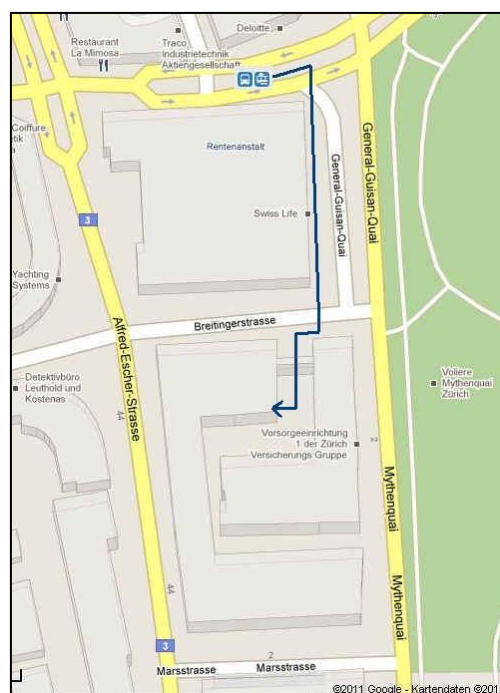 Deloitte
Restaurant
La Mimosa
Traco
Industrietechnik
Aktiengesellschaft
Coiffure
etik
Rentenanstalt
General-Guisan-Quai
General-Guisan-Quai
Swiss Life
3
Yachting
Systems
Breitingerstrasse
Alfred-Escher-Strasse
Detektivbüro
Leuthold und
Kostenas
44
Voliere
Mythenquai
Zürich
Vorsorgeeinrichtung
1 der Zürich
Versicherungs Gruppe
2
Mythenquai
Mythenquai
44
3
2
Marsstrasse
Marsstrasse
©2011 Google - Kartendaten ©201